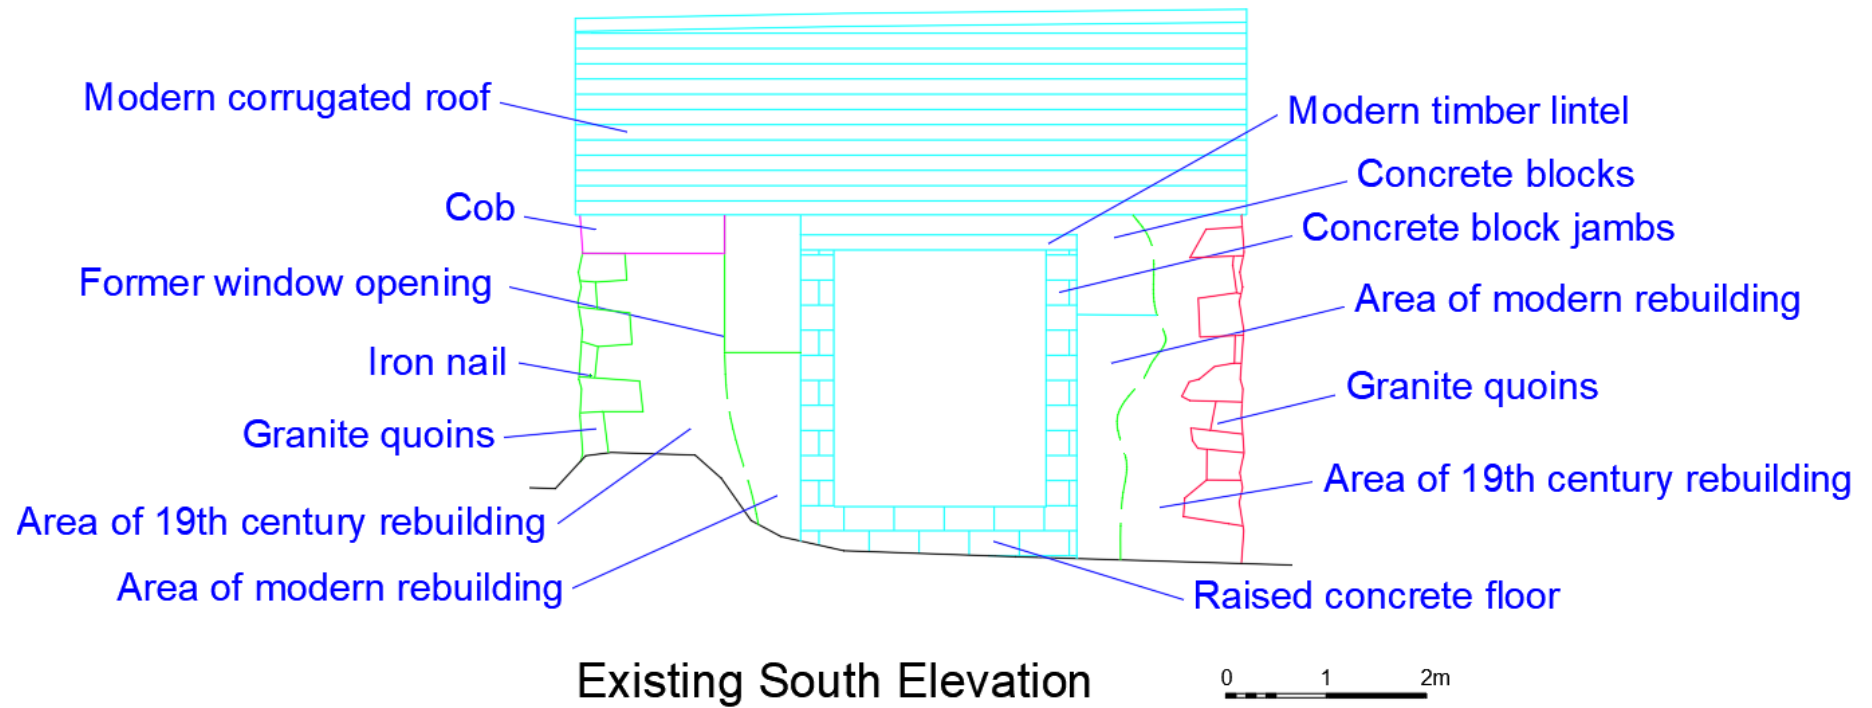 Modern corrugated roof
Modern timber lintel
Concrete blocks
Cob
Concrete block jambs
Former window opening
Area of modern rebuilding
Iron nail
Granite quoins
Granite quoins
Area of 19th century rebuilding
Area of 19th century rebuilding
Area of modern rebuilding
Raised concrete floor
Existing South Elevation
0 1 2m